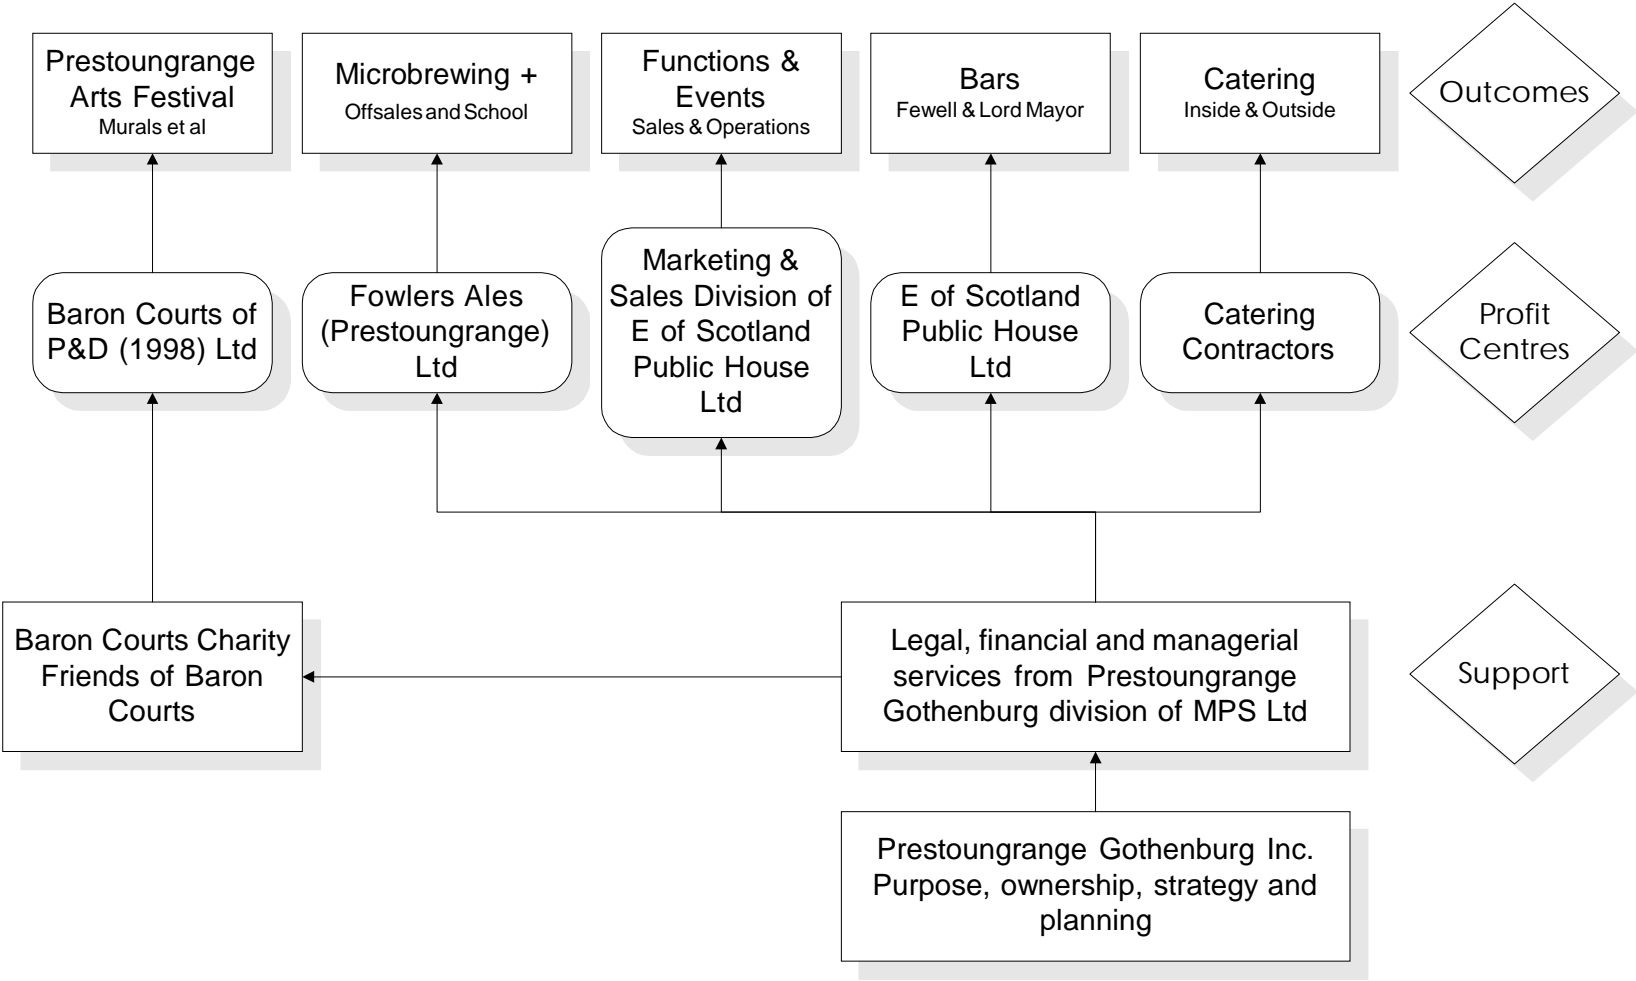 Prestoungrange
Arts Festival
Murals et al
Microbrewing +
Offsales and School
Functions &
Events
Sales & Operations
Bars
Fewell & Lord Mayor
Catering
Inside & Outside
Outcomes
Baron Courts of
P&D (1998) Ltd
Fowlers Ales
(Prestoungrange)
Ltd
Marketing &
Sales Division of
E of Scotland
Public House
Ltd
E of Scotland
Public House
Ltd
Catering
Contractors
Profit
Centres
Baron Courts Charity
Friends of Baron
Courts
Legal, financial and managerial
services from Prestoungrange
Gothenburg division of MPS Ltd
Support
Prestoungrange Gothenburg Inc.
Purpose, ownership, strategy and
planning